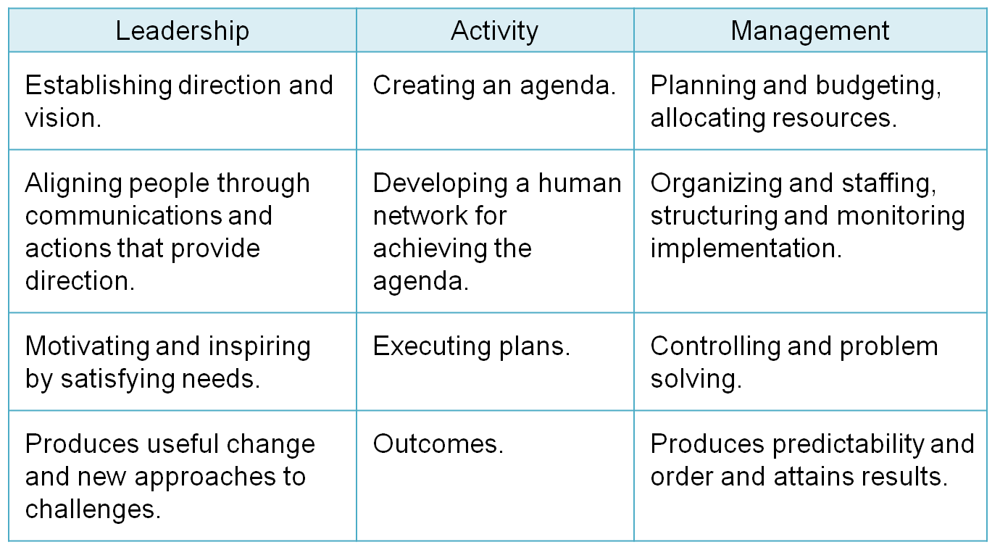 Leadership
Activity
Management
Establishing direction and
vision.
Creating an agenda.
Planning and budgeting,
allocating resources.
Aligning people through
communications and
actions that provide
direction.
Developing a human
network for
achieving the
agenda.
Organizing and staffing,
structuring and monitoring
implementation.
Motivating and inspiring
by satisfying needs.
Executing plans.
Controlling and problem
solving.
Produces useful change
and new approaches to
challenges.
Outcomes.
Produces predictability and
order and attains results.